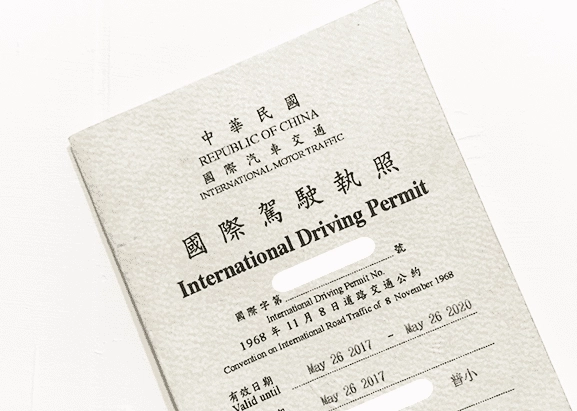 中華民國
REPUBLIC OF CHINA
國際汽車交通
INTERNATIONAL MOTOR TRAFFIC
國際駕駛執照
International Driving Permit
國際字第 號
International Driving Permit No.
1968 年 11 月 8 日道路交通公約
Convention on International Road Traffic of 8 November 1968
有效日期
Valid until May 26 2017 - May 26 2020
May 26 2017